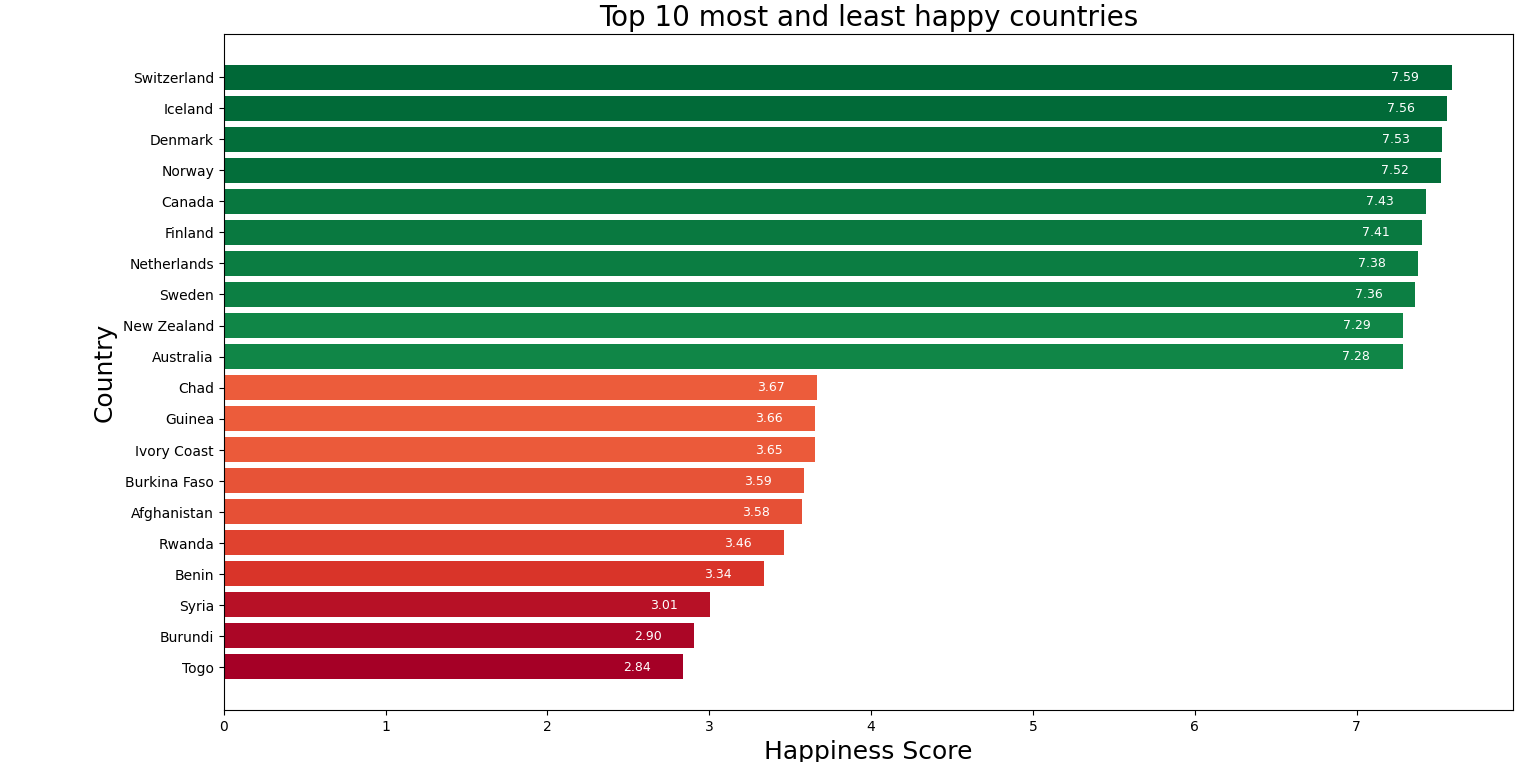 Top 10 most and least happy countries
Switzerland 7.59
Iceland 7.56
Denmark 7.53
Norway 7.52
Canada 7.43
Finland 7.41
Netherlands 7.38
Sweden 7.36
New Zealand 7.29
Australia 7.28
Chad 3.67
Guinea 3.66
Ivory Coast 3.65
Burkina Faso 3.59
Afghanistan 3.58
Rwanda 3.46
Benin 3.34
Syria 3.01
Burundi 2.90
Togo 2.84
Country
0 1 2 3 4 5 6 7
Happiness Score